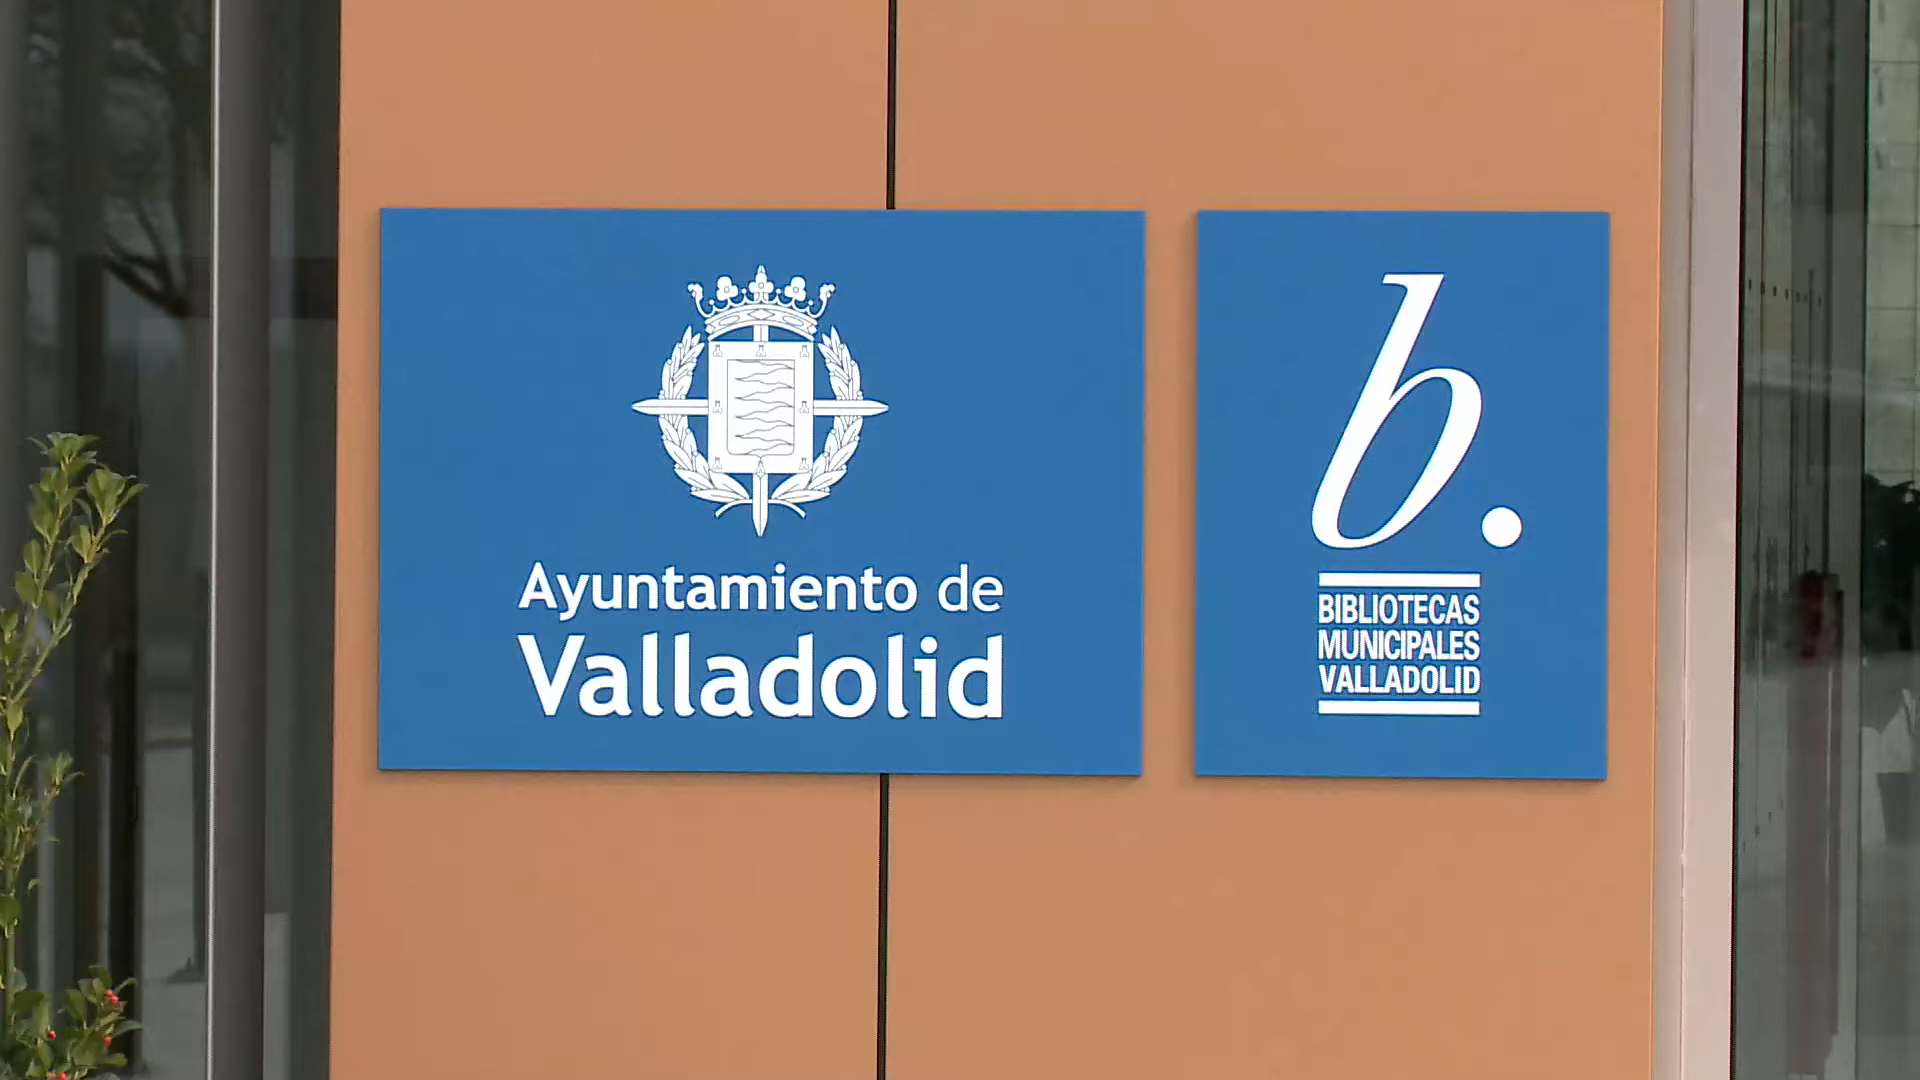 Ayuntamiento de
Valladolid
b.
BIBLIOTECAS
MUNICIPALES
VALLADOLID